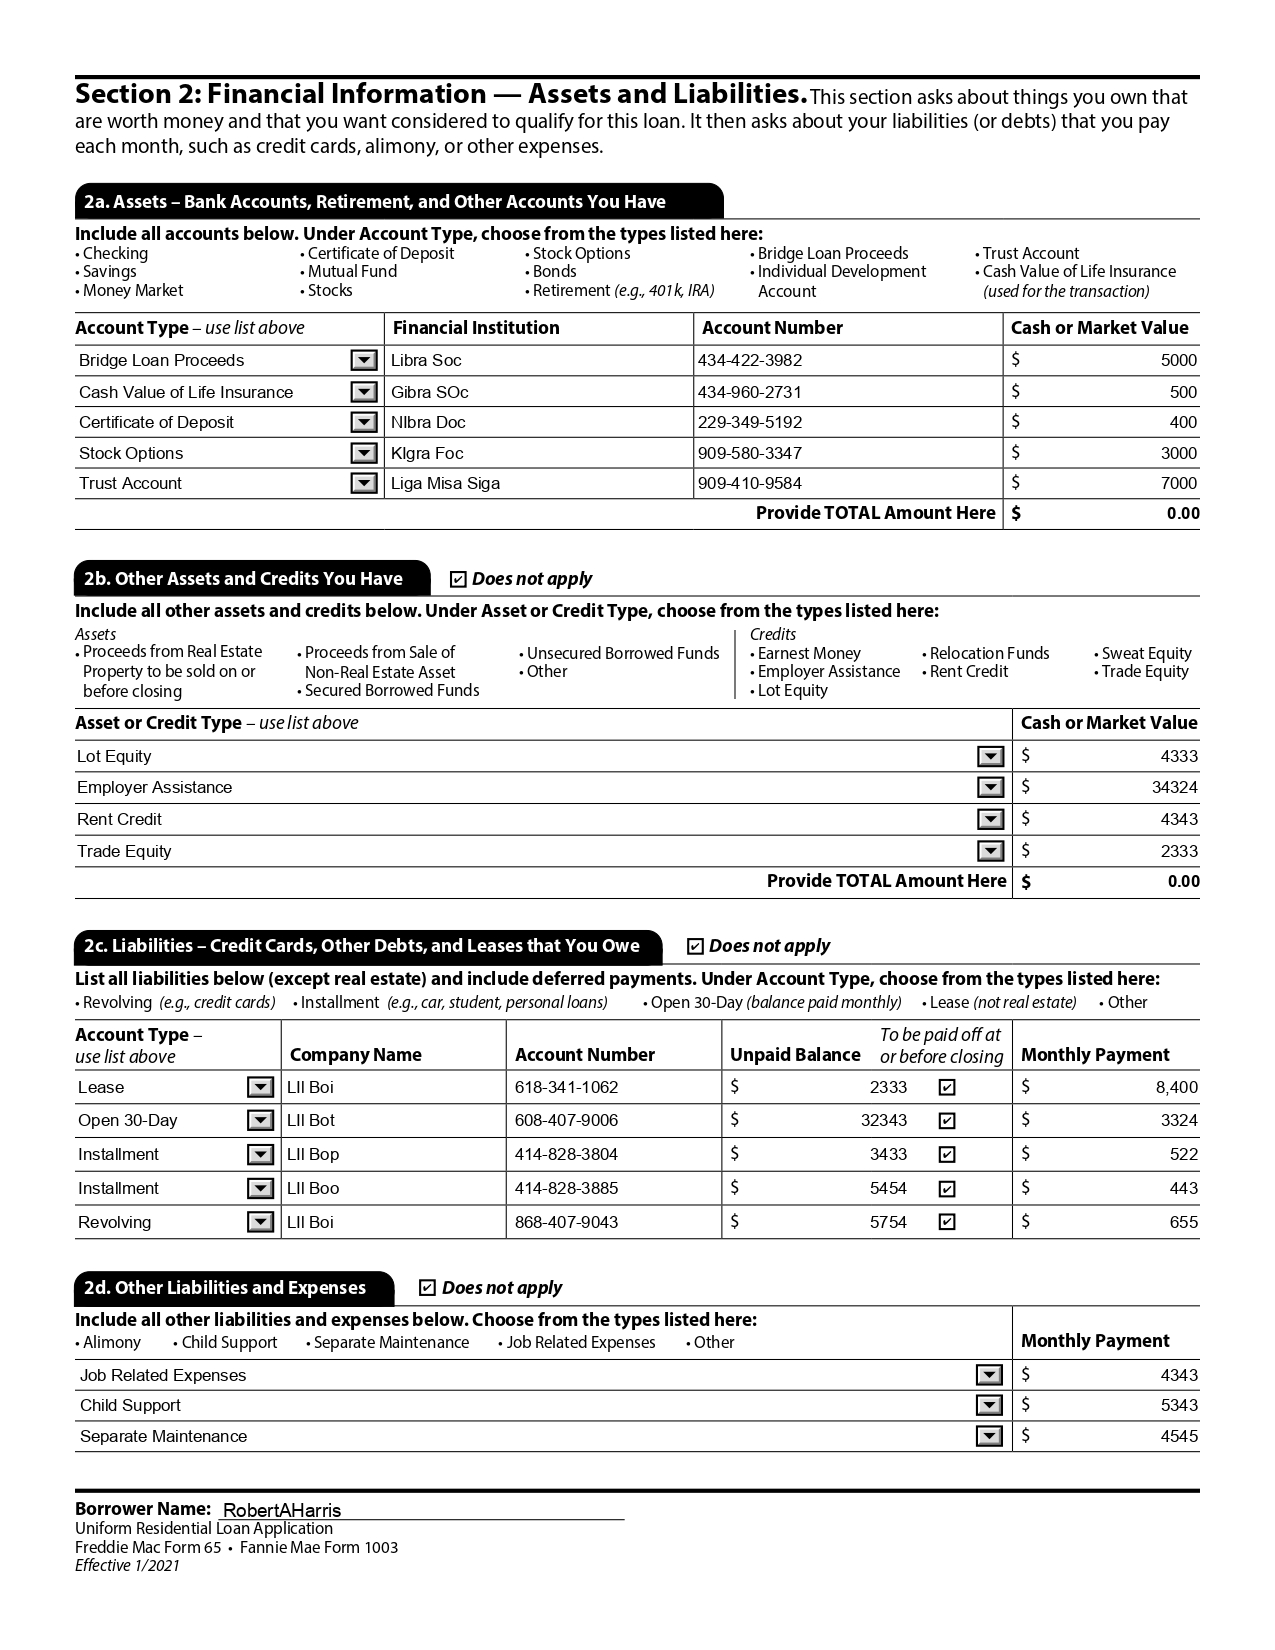 Section 2: Financial Information — Assets and Liabilities. This section asks about things you own that
are worth money and that you want considered to qualify for this loan. It then asks about your liabilities (or debts) that you pay
each month, such as credit cards, alimony, or other expenses.
2a. Assets – Bank Accounts, Retirement, and Other Accounts You Have
Include all accounts below. Under Account Type, choose from the types listed here:
• Checking • Certificate of Deposit • Stock Options • Bridge Loan Proceeds • Trust Account
• Savings • Mutual Fund • Bonds • Individual Development • Cash Value of Life Insurance
• Money Market • Stocks • Retirement (e.g., 401k, IRA) Account (used for the transaction)
Account Type – use list above Financial Institution Account Number Cash or Market Value
Bridge Loan Proceeds Libra Soc 434-422-3982 $ 5000
Cash Value of Life Insurance Gibra SOc 434-960-2731 $ 500
Certificate of Deposit NIbra Doc 229-349-5192 $ 400
Stock Options KIgra Foc 909-580-3347 $ 3000
Trust Account Liga Misa Siga 909-410-9584 $ 7000
Provide TOTAL Amount Here $ 0.00
2b. Other Assets and Credits You Have ✔ Does not apply
Include all other assets and credits below. Under Asset or Credit Type, choose from the types listed here:
Assets Credits
• Proceeds from Real Estate • Proceeds from Sale of • Unsecured Borrowed Funds • Earnest Money • Relocation Funds • Sweat Equity
Property to be sold on or Non-Real Estate Asset • Other • Employer Assistance • Rent Credit • Trade Equity
before closing • Secured Borrowed Funds • Lot Equity
Asset or Credit Type – use list above Cash or Market Value
Lot Equity $ 4333
Employer Assistance $ 34324
Rent Credit $ 4343
Trade Equity $ 2333
Provide TOTAL Amount Here $ 0.00
2c. Liabilities – Credit Cards, Other Debts, and Leases that You Owe ✔ Does not apply
List all liabilities below (except real estate) and include deferred payments. Under Account Type, choose from the types listed here:
• Revolving (e.g., credit cards) • Installment (e.g., car, student, personal loans) • Open 30-Day (balance paid monthly) • Lease (not real estate) • Other
Account Type – To be paid off at
use list above Company Name Account Number Unpaid Balance or before closing Monthly Payment
Lease LII Boi 618-341-1062 $ 2333 ✔ $ 8,400
Open 30-Day LII Bot 608-407-9006 $ 32343 ✔ $ 3324
Installment LII Bop 414-828-3804 $ 3433 ✔ $ 522
Installment LII Boo 414-828-3885 $ 5454 ✔ $ 443
Revolving LII Boi 868-407-9043 $ 5754 ✔ $ 655
2d. Other Liabilities and Expenses ✔ Does not apply
Include all other liabilities and expenses below. Choose from the types listed here:
• Alimony • Child Support • Separate Maintenance • Job Related Expenses • Other Monthly Payment
Job Related Expenses $ 4343
Child Support $ 5343
Separate Maintenance $ 4545
Borrower Name: RobertAHarris
Uniform Residential Loan Application
Freddie Mac Form 65 • Fannie Mae Form 1003
Effective 1/2021